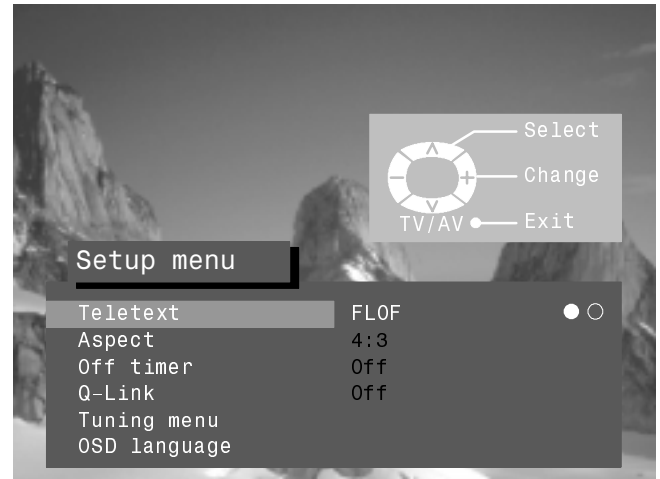 Select
Change
TV/AV Exit
Setup menu
Teletext FLOF
Aspect 4:3
Off timer Off
Q-Link Off
Tuning menu
OSD language